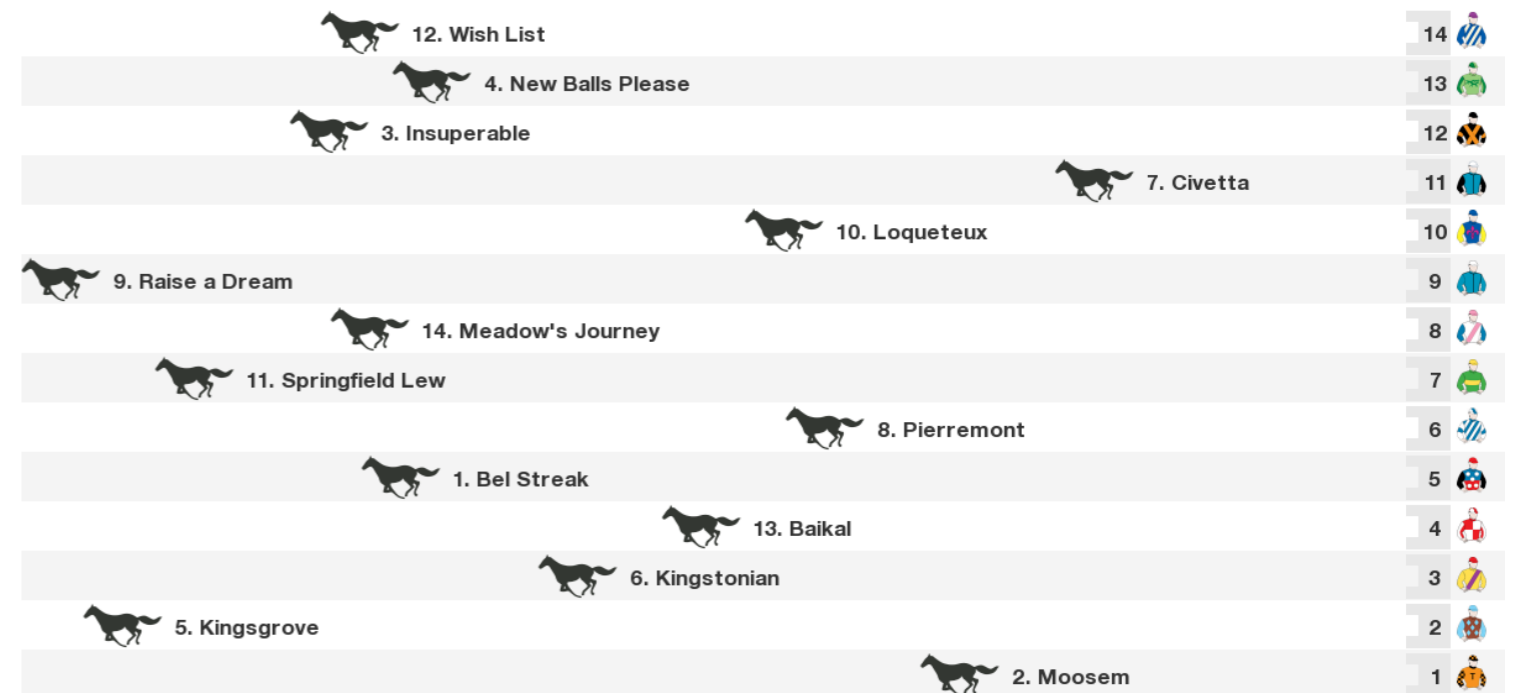 12. Wish List 14
4. New Balls Please 13
3. Insuperable 12
7. Civetta 11
10. Loqueteux 10
9. Raise a Dream 9
14. Meadow's Journey 8
11. Springfield Lew 7
8. Pierremont 6
1. Bel Streak 5
13. Baikal 4
6. Kingstonian 3
5. Kingsgrove 2
2. Moosem 1